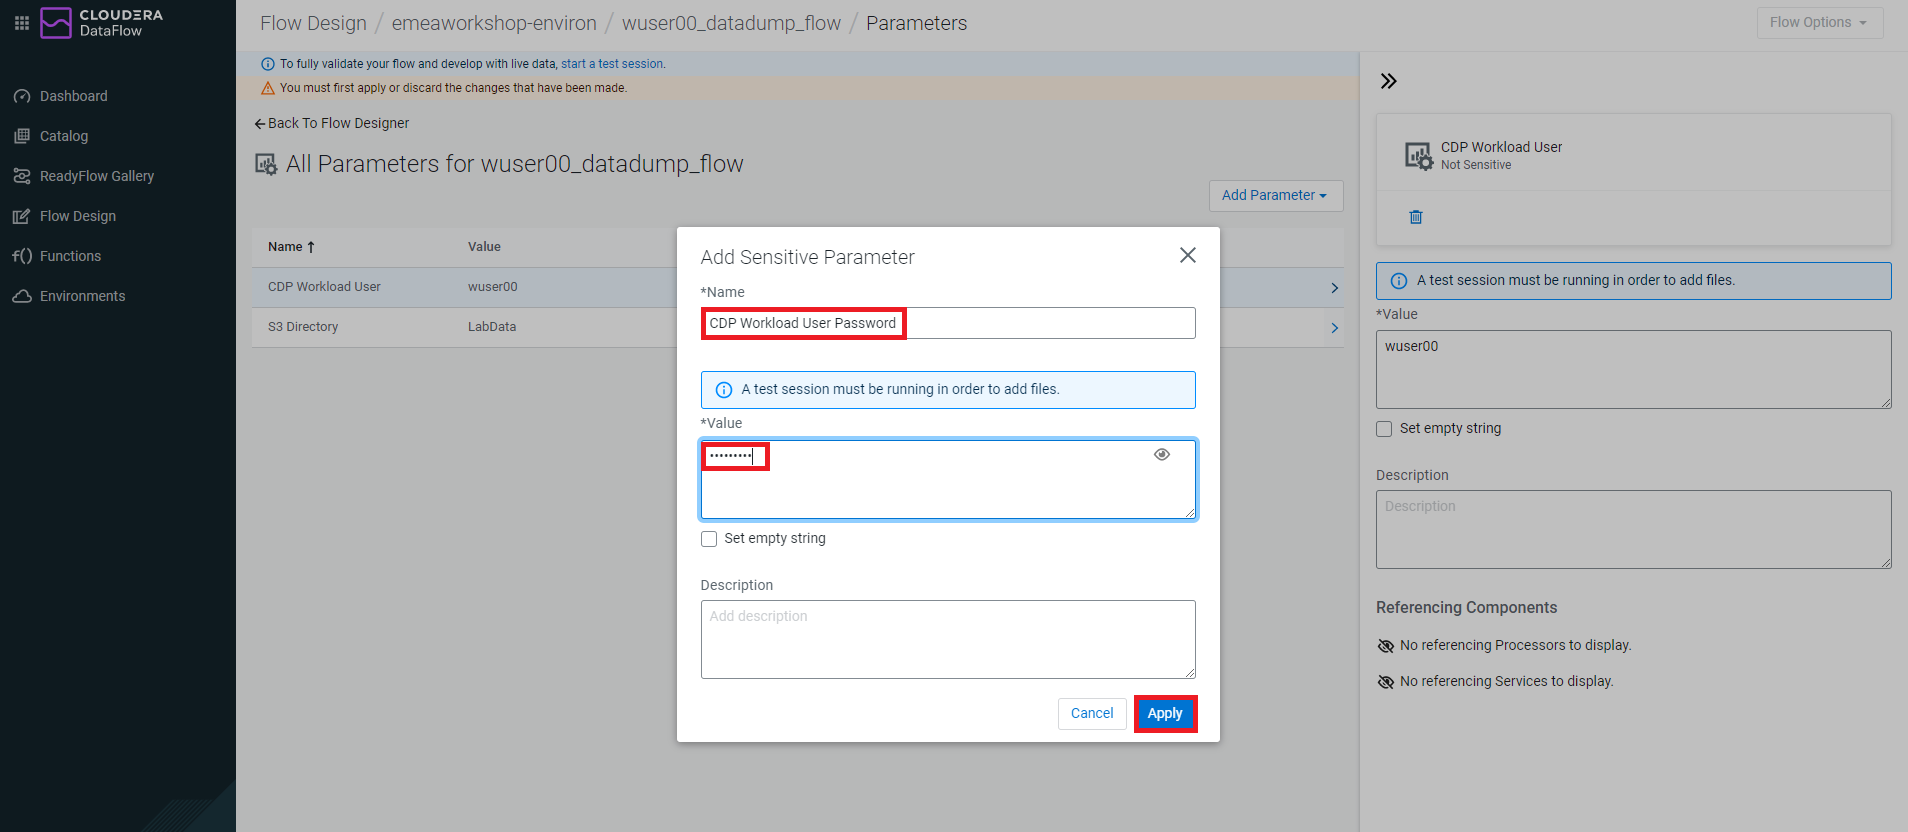 CLOUDERA
DataFlow
Dashboard
Catalog
ReadyFlow Gallery
Flow Design
f() Functions
Environments
Flow Design / emeaworkshop-environ / wuser00_datadump_flow / Parameters
Flow Options
To fully validate your flow and develop with live data, start a test session.
You must first apply or discard the changes that have been made.
Back To Flow Designer
All Parameters for wuser00_datadump_flow
Add Parameter
Name ↑ Value
CDP Workload User wuser00
S3 Directory LabData
Add Sensitive Parameter
*Name
CDP Workload User Password
A test session must be running in order to add files.
*Value
•••••••••
Set empty string
Description
Add description
Cancel
Apply
CDP Workload User
Not Sensitive
A test session must be running in order to add files.
*Value
wuser00
Set empty string
Description
Description
Referencing Components
No referencing Processors to display.
No referencing Services to display.